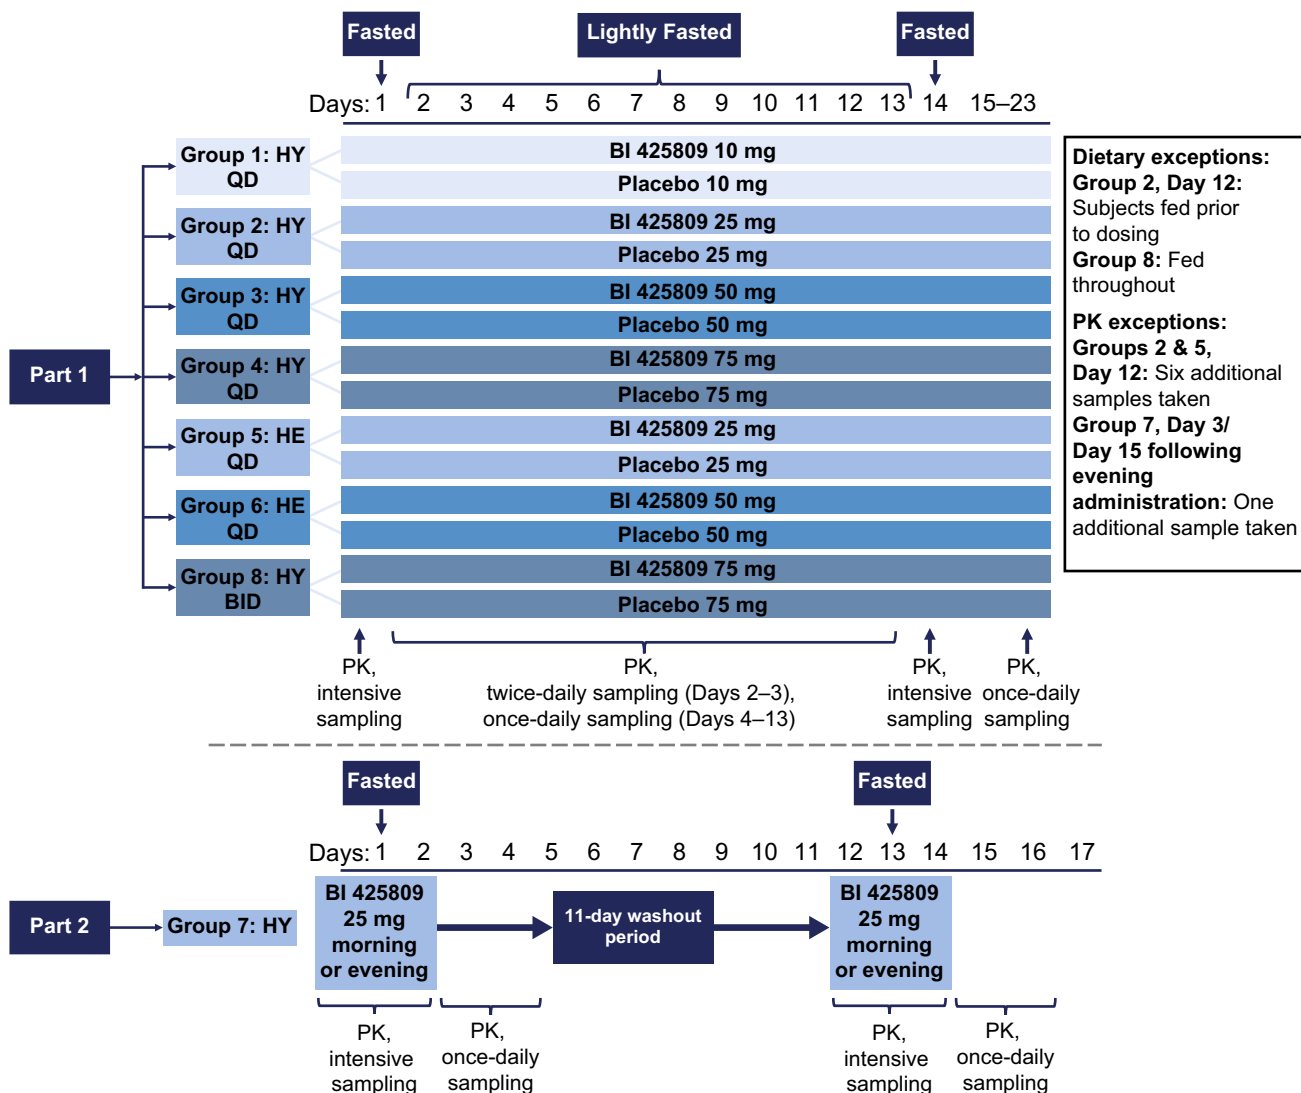 Fasted
Lightly Fasted
Fasted
Days: 1 2 3 4 5 6 7 8 9 10 11 12 13 14 15–23
Part 1
Group 1: HY
QD
BI 425809 10 mg
Placebo 10 mg
Group 2: HY
QD
BI 425809 25 mg
Placebo 25 mg
Group 3: HY
QD
BI 425809 50 mg
Placebo 50 mg
Group 4: HY
QD
BI 425809 75 mg
Placebo 75 mg
Group 5: HE
QD
BI 425809 25 mg
Placebo 25 mg
Group 6: HE
QD
BI 425809 50 mg
Placebo 50 mg
Group 8: HY
BID
BI 425809 75 mg
Placebo 75 mg
Dietary exceptions:
Group 2, Day 12:
Subjects fed prior
to dosing
Group 8: Fed
throughout
PK exceptions:
Groups 2 & 5,
Day 12: Six additional
samples taken
Group 7, Day 3/
Day 15 following
evening
administration: One
additional sample taken
PK,
intensive
sampling
PK,
twice-daily sampling (Days 2–3),
once-daily sampling (Days 4–13)
PK,
intensive
sampling
PK,
once-daily
sampling
Fasted
Fasted
Days: 1 2 3 4 5 6 7 8 9 10 11 12 13 14 15 16 17
Part 2
Group 7: HY
BI 425809
25 mg
morning
or evening
11-day washout
period
BI 425809
25 mg
morning
or evening
PK,
intensive
sampling
PK,
once-daily
sampling
PK,
intensive
sampling
PK,
once-daily
sampling